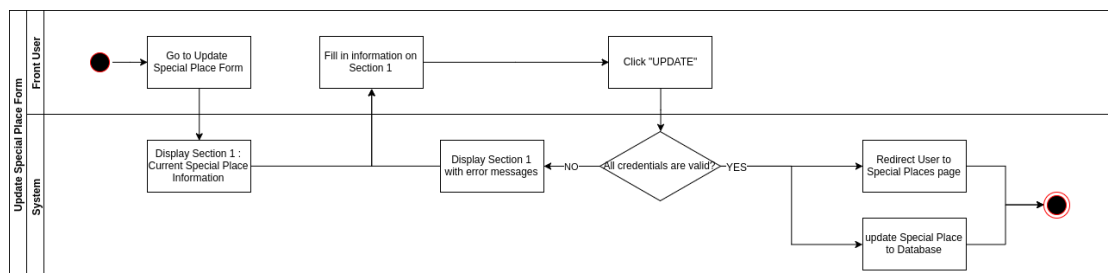 Update Special Place Form
Front User
Go to Update
Special Place Form
Fill in information on
Section 1
Click "UPDATE"
System
Display Section 1 :
Current Special Place
Information
Display Section 1
with error messages
NO
All credentials are valid?
YES
Redirect User to
Special Places page
update Special Place
to Database